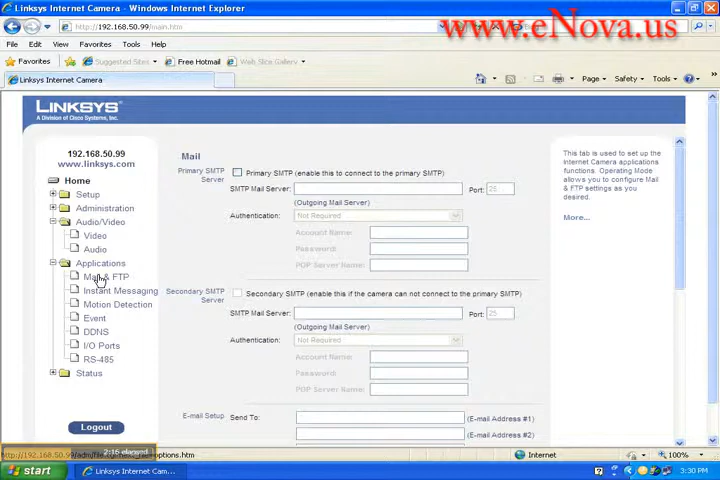 Linksys Internet Camera - Windows Internet Explorer
http://192.168.50.99/main.htm
www.eNova.us
File Edit View Favorites Tools Help
Favorites Suggested Sites Free Hotmail Web Slice Gallery
Linksys Internet Camera
Page Safety Tools
LINKSYS
A Division of Cisco Systems, Inc.
192.168.50.99
www.linksys.com
Home
Setup
Administration
Audio/Video
Video
Audio
Applications
Mail & FTP
Instant Messaging
Motion Detection
Event
DDNS
I/O Ports
RS-485
Status
Logout
Mail
Primary SMTP Server
Primary SMTP (enable this to connect to the primary SMTP)
SMTP Mail Server: Port: 25
(Outgoing Mail Server)
Authentication: Not Required
Account Name:
Password:
POP Server Name:
Secondary SMTP Server
Secondary SMTP (enable this if the camera can not connect to the primary SMTP)
SMTP Mail Server: Port: 25
(Outgoing Mail Server)
Authentication: Not Required
Account Name:
Password:
POP Server Name:
E-mail Setup Send To: (E-mail Address #1)
(E-mail Address #2)
This tab is used to set up the
Internet Camera applications
functions. Operating Mode
allows you to configure Mail
& FTP settings as you
desired.
More...
2:16 elapsed
Internet 100%
start Linksys Internet Cam... 3:30 PM